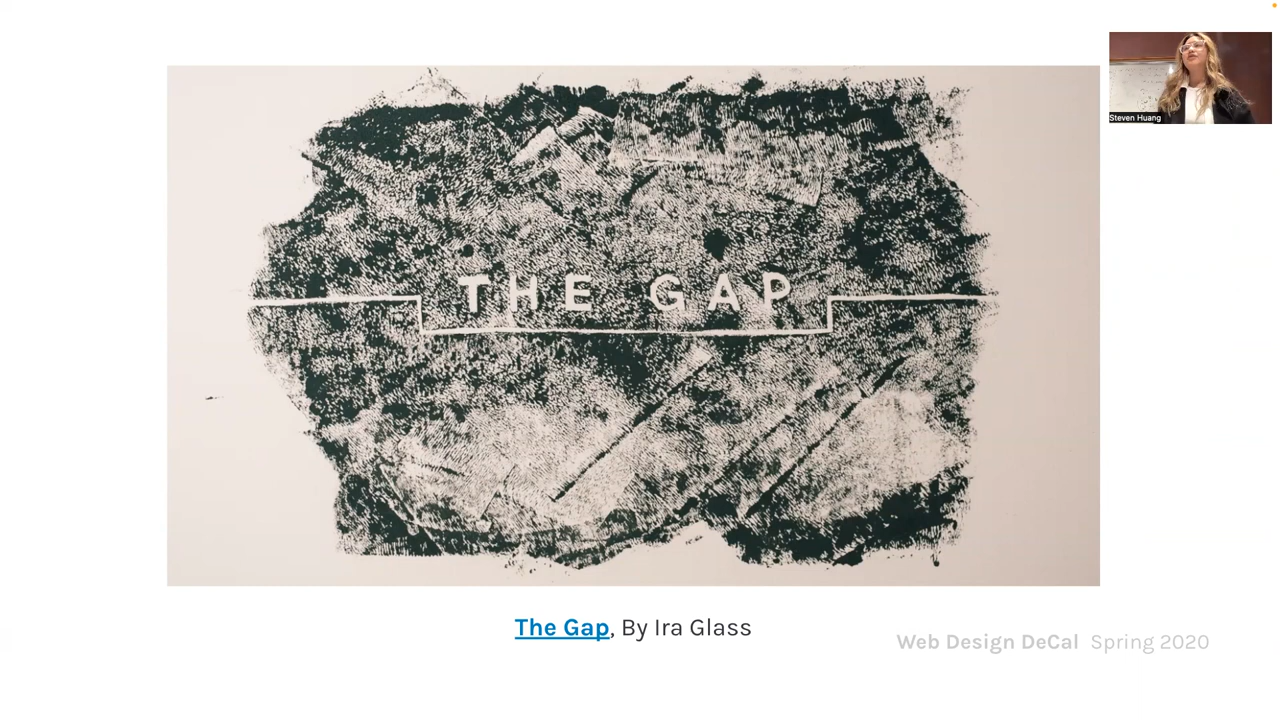 Steven Huang
THE GAP
The Gap, By Ira Glass
Web Design DeCal Spring 2020